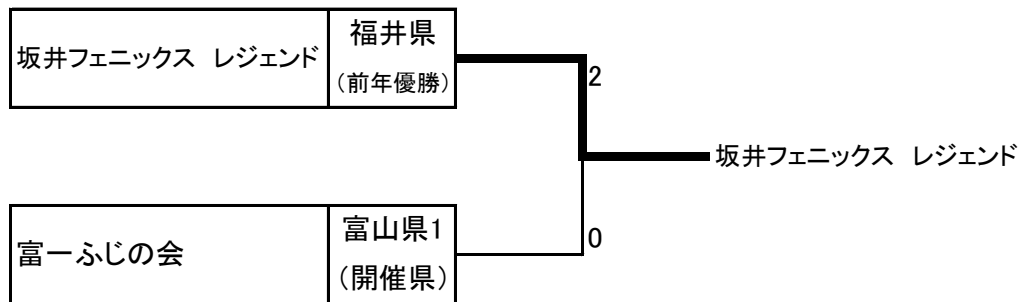 坂井フェニックス　レジェンド
福井県
(前年優勝)
2
坂井フェニックス　レジェンド
富一ふじの会
富山県1
(開催県)
0